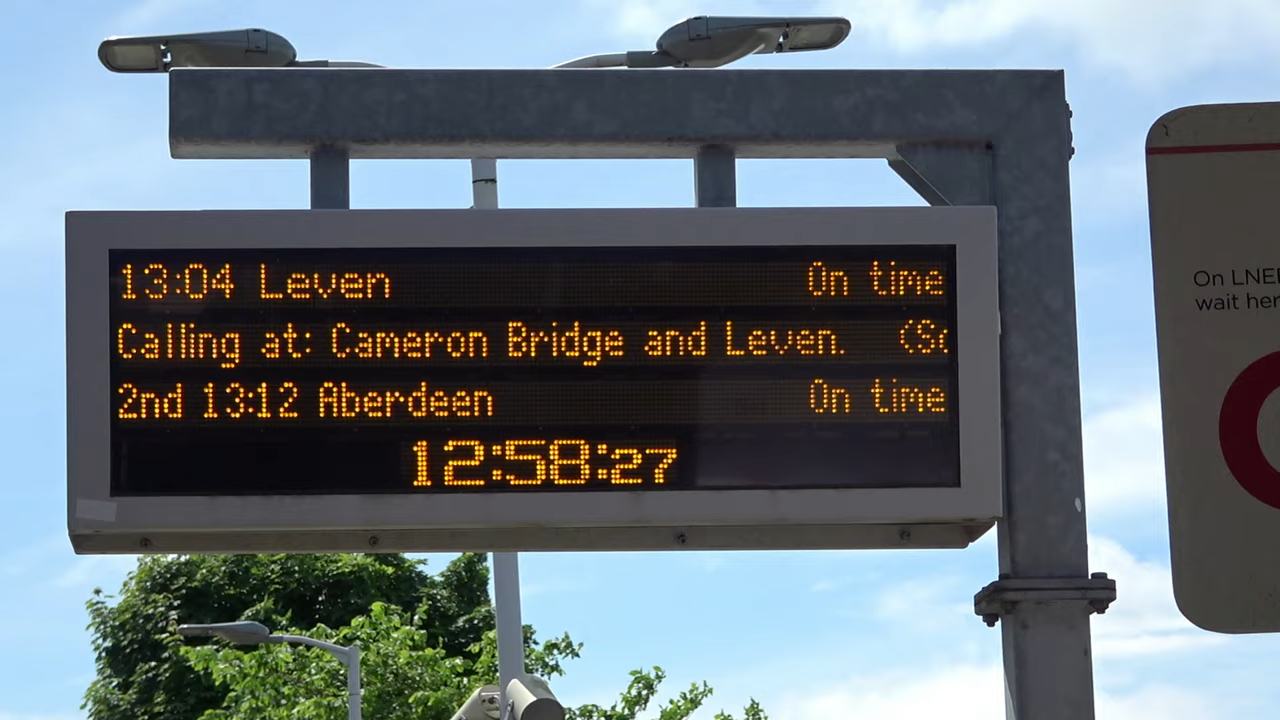 13:04 Leven On time
Calling at: Cameron Bridge and Leven. (Sc
2nd 13:12 Aberdeen On time
12:58:27
On LNE
wait her